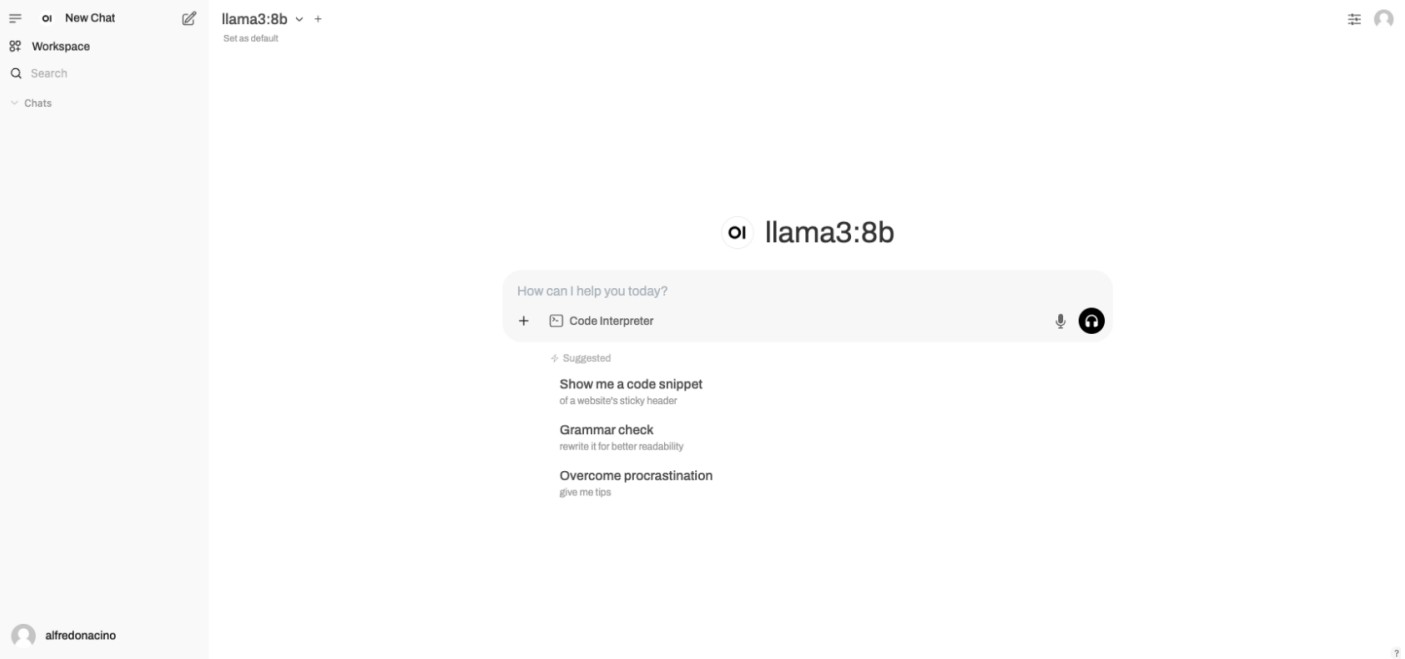 OI New Chat
Workspace
Search
Chats
alfredonacino
llama3:8b
Set as default
OI llama3:8b
How can I help you today?
Code Interpreter
Suggested
Show me a code snippet
of a website's sticky header
Grammar check
rewrite it for better readability
Overcome procrastination
give me tips
?